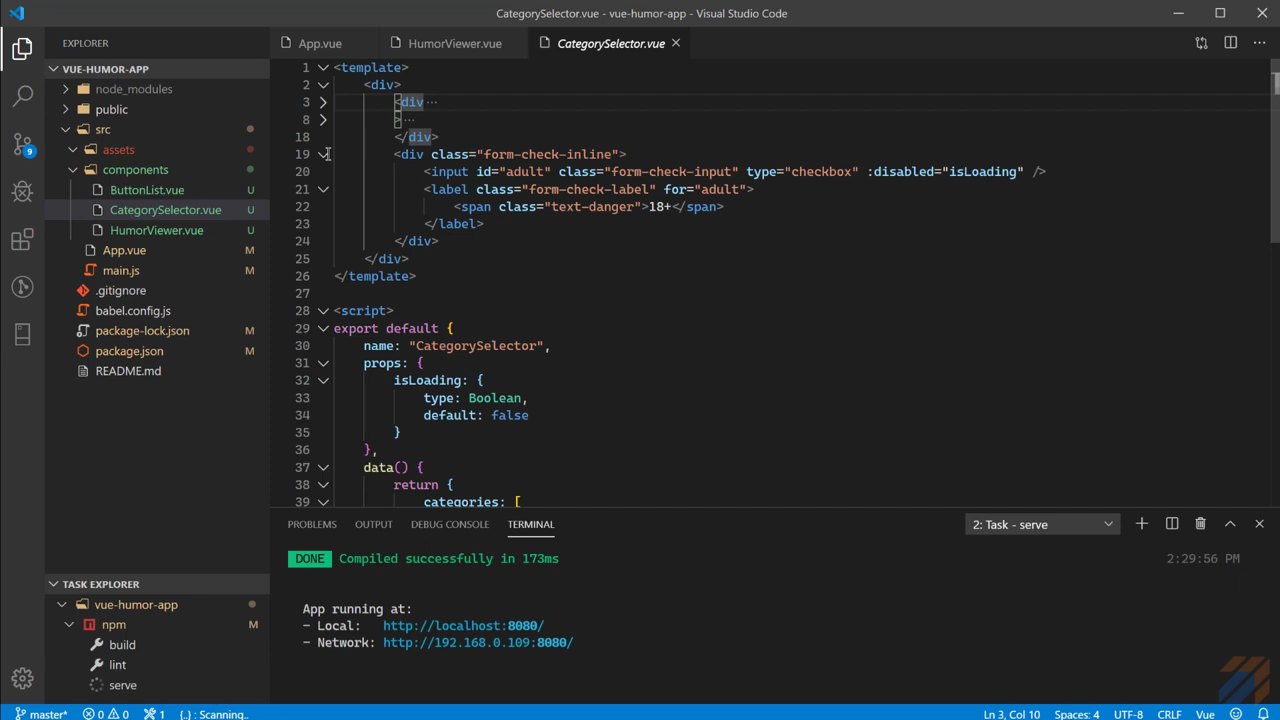 CategorySelector.vue - vue-humor-app - Visual Studio Code
EXPLORER
App.vue
HumorViewer.vue
CategorySelector.vue
VUE-HUMOR-APP
node_modules
public
src
assets
components
ButtonList.vue U
CategorySelector.vue U
HumorViewer.vue U
App.vue M
main.js M
.gitignore
babel.config.js
package-lock.json M
package.json M
README.md
9
1 <template>
2 <div>
3 <div ...
8 > ...
18 </div>
19 <div class="form-check-inline">
20 <input id="adult" class="form-check-input" type="checkbox" :disabled="isLoading" />
21 <label class="form-check-label" for="adult">
22 <span class="text-danger">18+</span>
23 </label>
24 </div>
25 </div>
26 </template>
27
28 <script>
29 export default {
30 name: "CategorySelector",
31 props: {
32 isLoading: {
33 type: Boolean,
34 default: false
35 }
36 },
37 data() {
38 return {
39 categories: [
PROBLEMS OUTPUT DEBUG CONSOLE TERMINAL 2: Task - serve
DONE Compiled successfully in 173ms 2:29:56 PM
App running at:
- Local: http://localhost:8080/
- Network: http://192.168.0.109:8080/
TASK EXPLORER
vue-humor-app
npm M
build
lint
serve
master* 0 0 1 {..} : Scanning.. Ln 3, Col 10 Spaces: 4 UTF-8 CRLF Vue